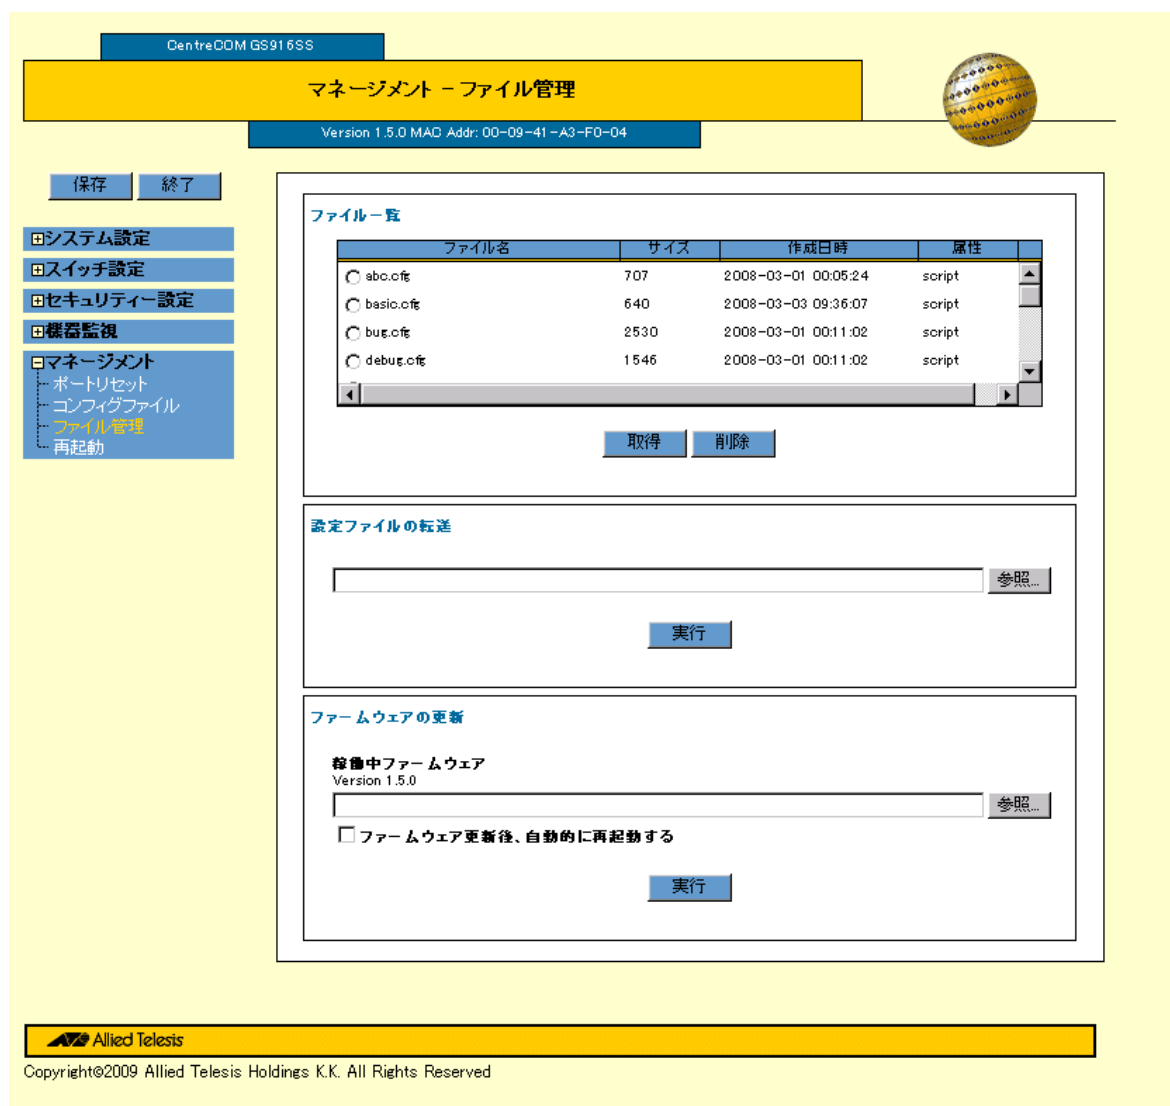 CentreCOM GS916SS
マネージメント - ファイル管理
Version 1.5.0 MAC Addr: 00-09-41-A3-F0-04
保存 終了
システム設定
スイッチ設定
セキュリティー設定
機器監視
マネージメント
ポートリセット
コンフィグファイル
ファイル管理
再起動
ファイル一覧
ファイル名 サイズ 作成日時 属性
abc.cfg 707 2008-03-01 00:05:24 script
basic.cfg 640 2008-03-03 09:36:07 script
bug.cfg 2530 2008-03-01 00:11:02 script
debug.cfg 1546 2008-03-01 00:11:02 script
取得 削除
設定ファイルの転送
参照...
実行
ファームウェアの更新
稼働中ファームウェア
Version 1.5.0
参照...
ファームウェア更新後、自動的に再起動する
実行
Allied Telesis
Copyright©2009 Allied Telesis Holdings K.K. All Rights Reserved